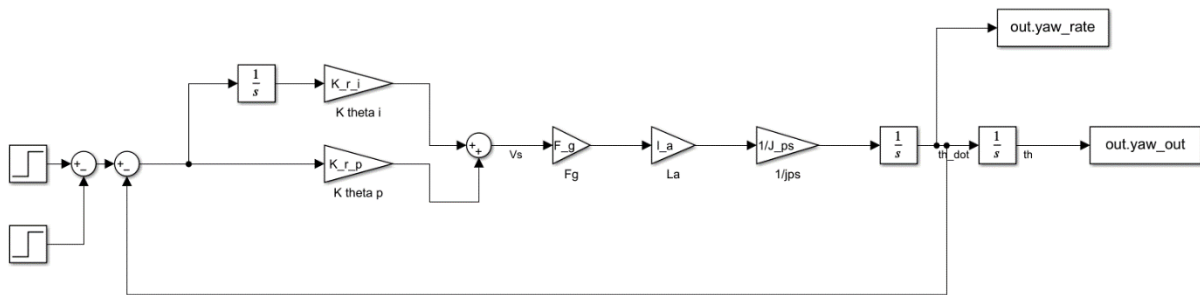 out.yaw_rate
1
s
K_r_i
K theta i
+
−
+
−
K_r_p
K theta p
+
+
Vs
F_g
Fg
l_a
La
1/J_ps
1/jps
1
s
th_dot
1
s
th
out.yaw_out